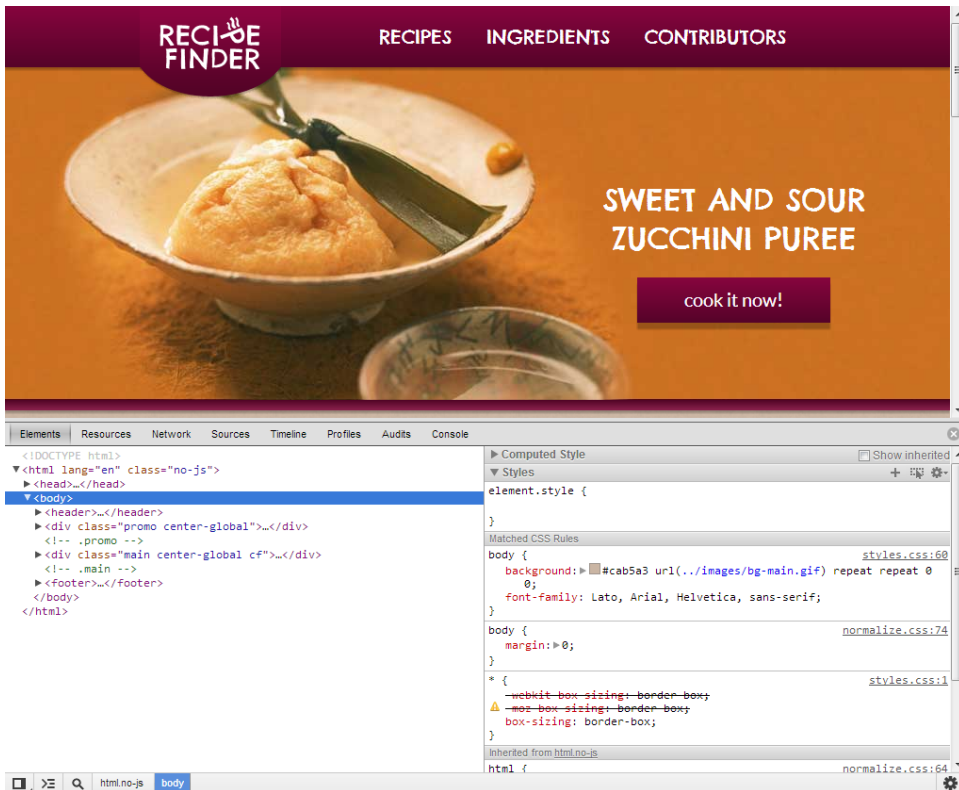 RECIPE
FINDER
RECIPES INGREDIENTS CONTRIBUTORS
SWEET AND SOUR
ZUCCHINI PUREE
cook it now!
Elements Resources Network Sources Timeline Profiles Audits Console
<!DOCTYPE html>
▼<html lang="en" class="no-js">
▶<head>…</head>
▼<body>
▶<header>…</header>
▶<div class="promo center-global">…</div>
<!-- .promo -->
▶<div class="main center-global cf">…</div>
<!-- .main -->
▶<footer>…</footer>
</body>
</html>
▶ Computed Style Show inherited
▼ Styles
element.style {
}
Matched CSS Rules
body { styles.css:60
background:▶ #cab5a3 url(../images/bg-main.gif) repeat repeat 0
0;
font-family: Lato, Arial, Helvetica, sans-serif;
}
body { normalize.css:74
margin:▶0;
}
* { styles.css:1
-webkit-box-sizing: border-box;
-moz-box-sizing: border-box;
box-sizing: border-box;
}
Inherited from html.no-js
html { normalize.css:64
html.no-js body